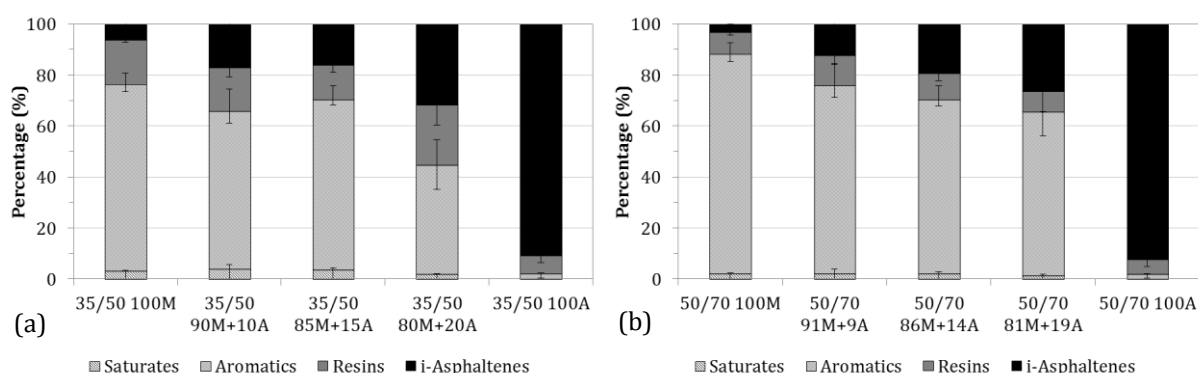 Percentage (%)
100
80
60
40
20
0
35/50 100M
35/50
90M+10A
35/50
85M+15A
35/50
80M+20A
35/50 100A
(a)
Saturates
Aromatics
Resins
i-Asphaltenes
Percentage (%)
100
80
60
40
20
0
50/70 100M
50/70
91M+9A
50/70
86M+14A
50/70
81M+19A
50/70 100A
(b)
Saturates
Aromatics
Resins
i-Asphaltenes